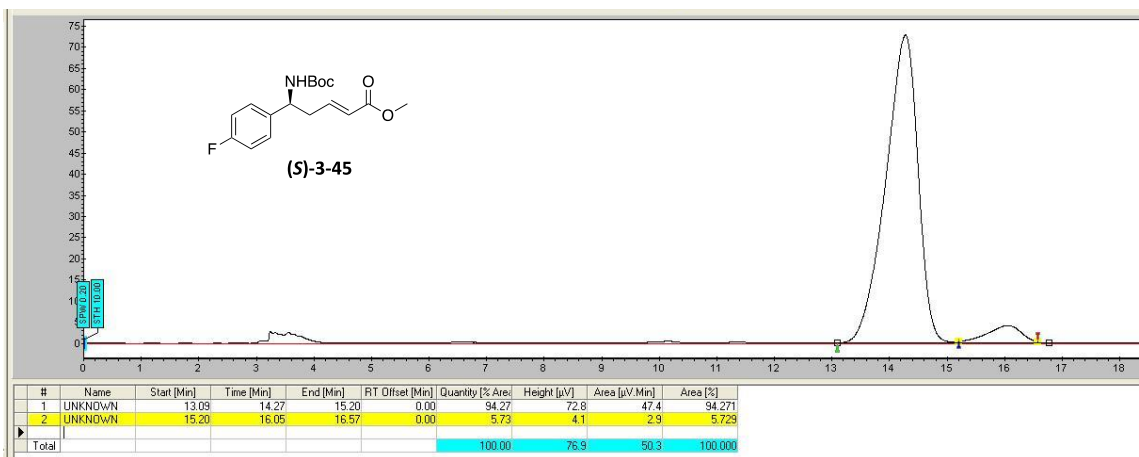 75
70
65
60
55
50
45
40
35
30
25
20
15
10
5
0
NHBoc
O
O
F
(S)-3-45
SPW 0.20
STH 10.00
0 1 2 3 4 5 6 7 8 9 10 11 12 13 14 15 16 17 18
# Name Start [Min] Time [Min] End [Min] RT Offset [Min] Quantity [% Area Height [µV] Area [µV.Min] Area [%]
1 UNKNOWN 13.09 14.27 15.20 0.00 94.27 72.8 47.4 94.271
2 UNKNOWN 15.20 16.05 16.57 0.00 5.73 4.1 2.9 5.729
Total 100.00 76.9 50.3 100.000